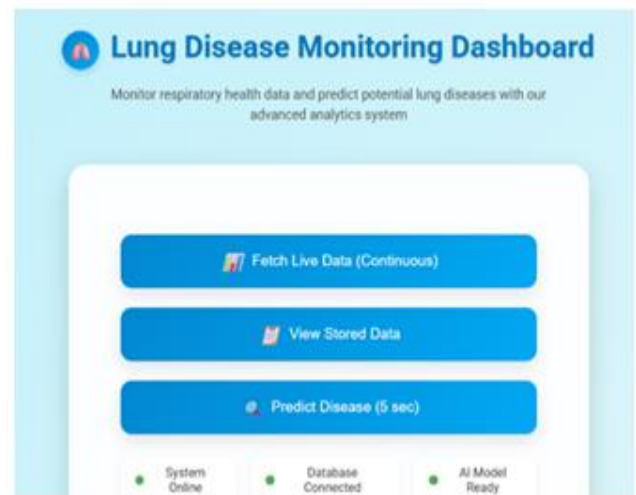 Lung Disease Monitoring Dashboard
Monitor respiratory health data and predict potential lung diseases with our
advanced analytics system
Fetch Live Data (Continuous)
View Stored Data
Predict Disease (5 sec)
System
Online
Database
Connected
AI Model
Ready